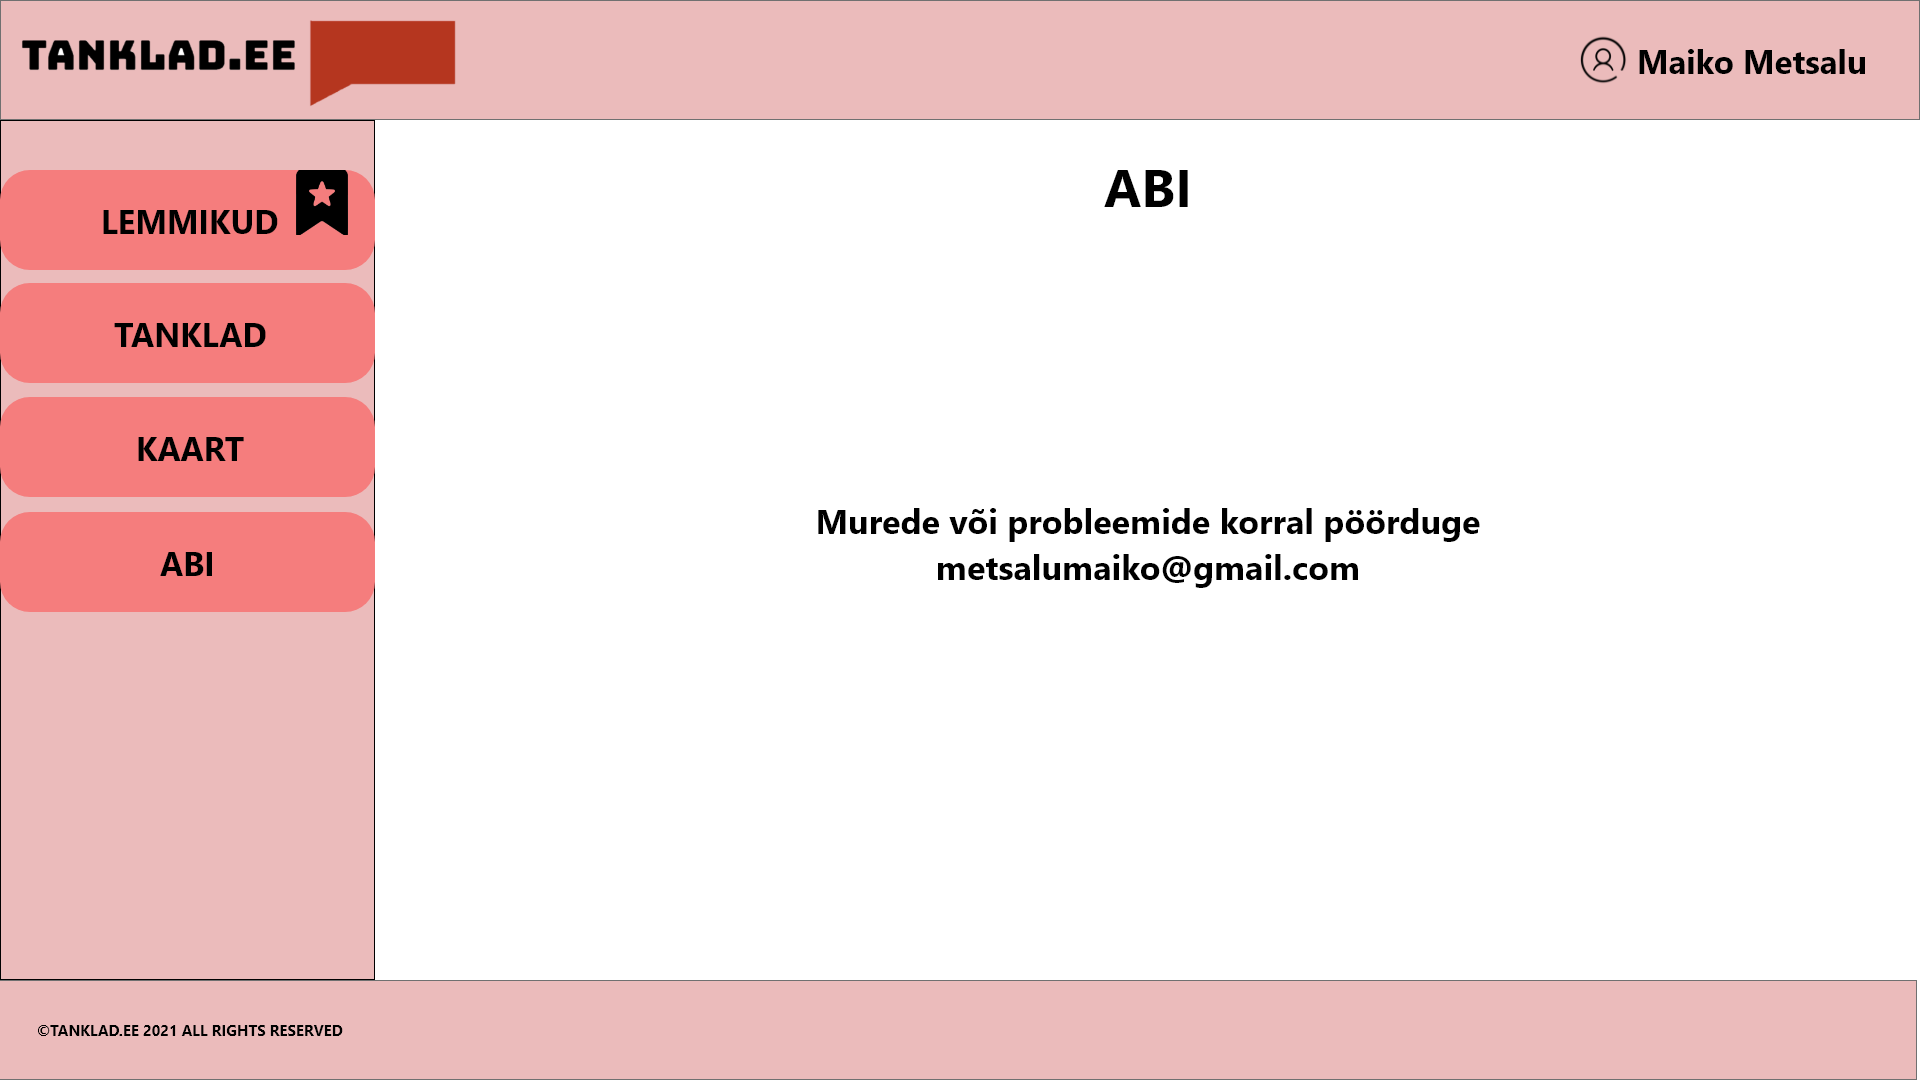 TANKLAD.EE
Maiko Metsalu
LEMMIKUD
TANKLAD
KAART
ABI
ABI
Murede või probleemide korral pöörduge
metsalumaiko@gmail.com
©TANKLAD.EE 2021 ALL RIGHTS RESERVED